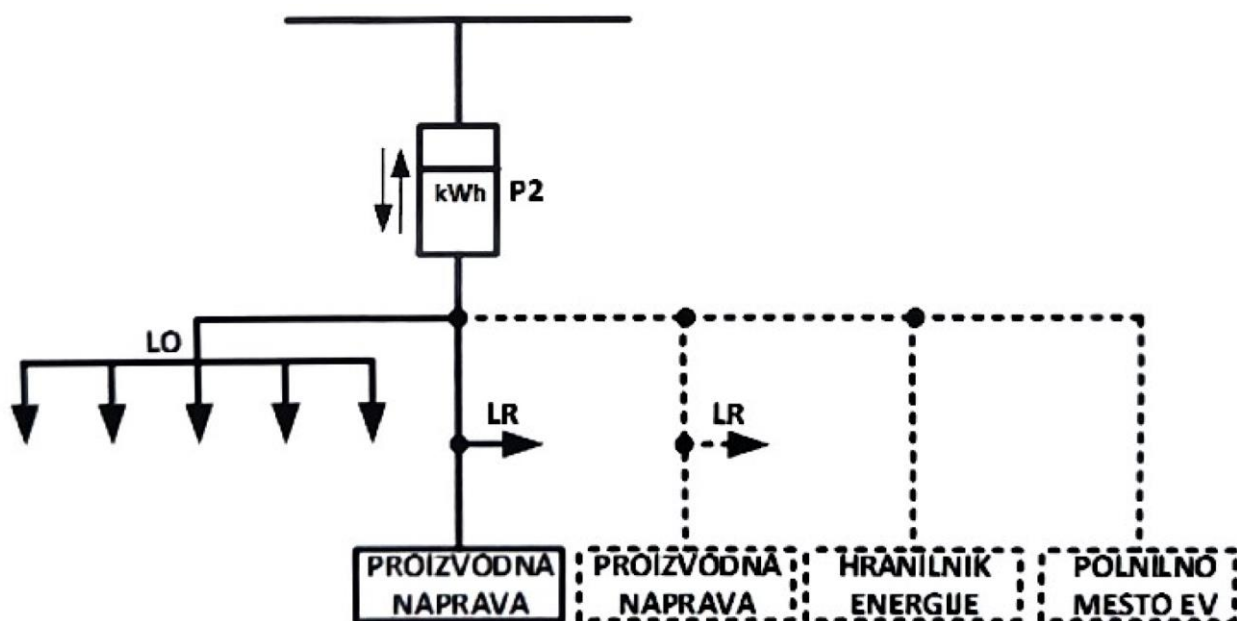 kWh P2
LO
LR
LR
PROIZVODNA
NAPRAVA
PROIZVODNA
NAPRAVA
HRANILNIK
ENERGIJE
POLNILNO
MESTO EV